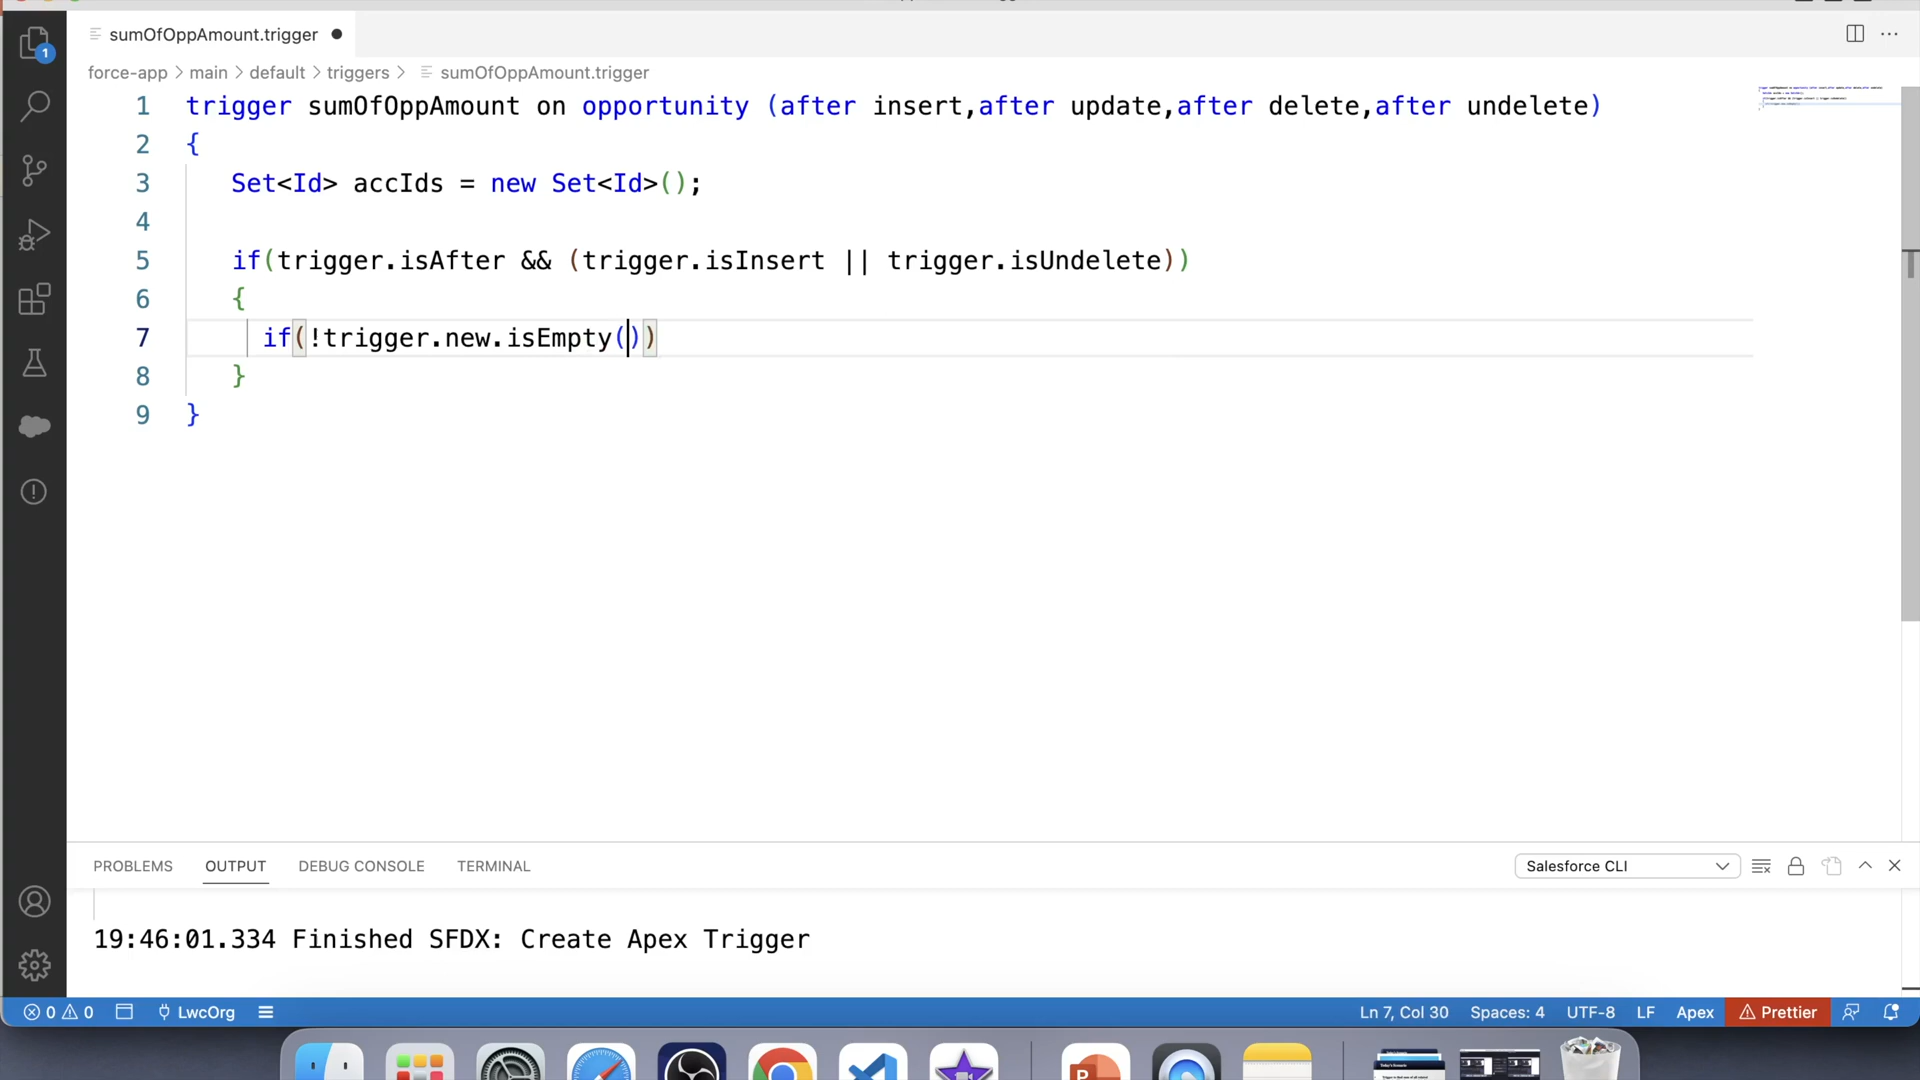 sumOfOppAmount.trigger
force-app > main > default > triggers > sumOfOppAmount.trigger
1 trigger sumOfOppAmount on opportunity (after insert,after update,after delete,after undelete)
2 {
3 Set<Id> accIds = new Set<Id>();
4
5 if(trigger.isAfter && (trigger.isInsert || trigger.isUndelete))
6 {
7 if(!trigger.new.isEmpty())
8 }
9 }
1
PROBLEMS OUTPUT DEBUG CONSOLE TERMINAL Salesforce CLI
19:46:01.334 Finished SFDX: Create Apex Trigger
0 0 LwcOrg Ln 7, Col 30 Spaces: 4 UTF-8 LF Apex Prettier